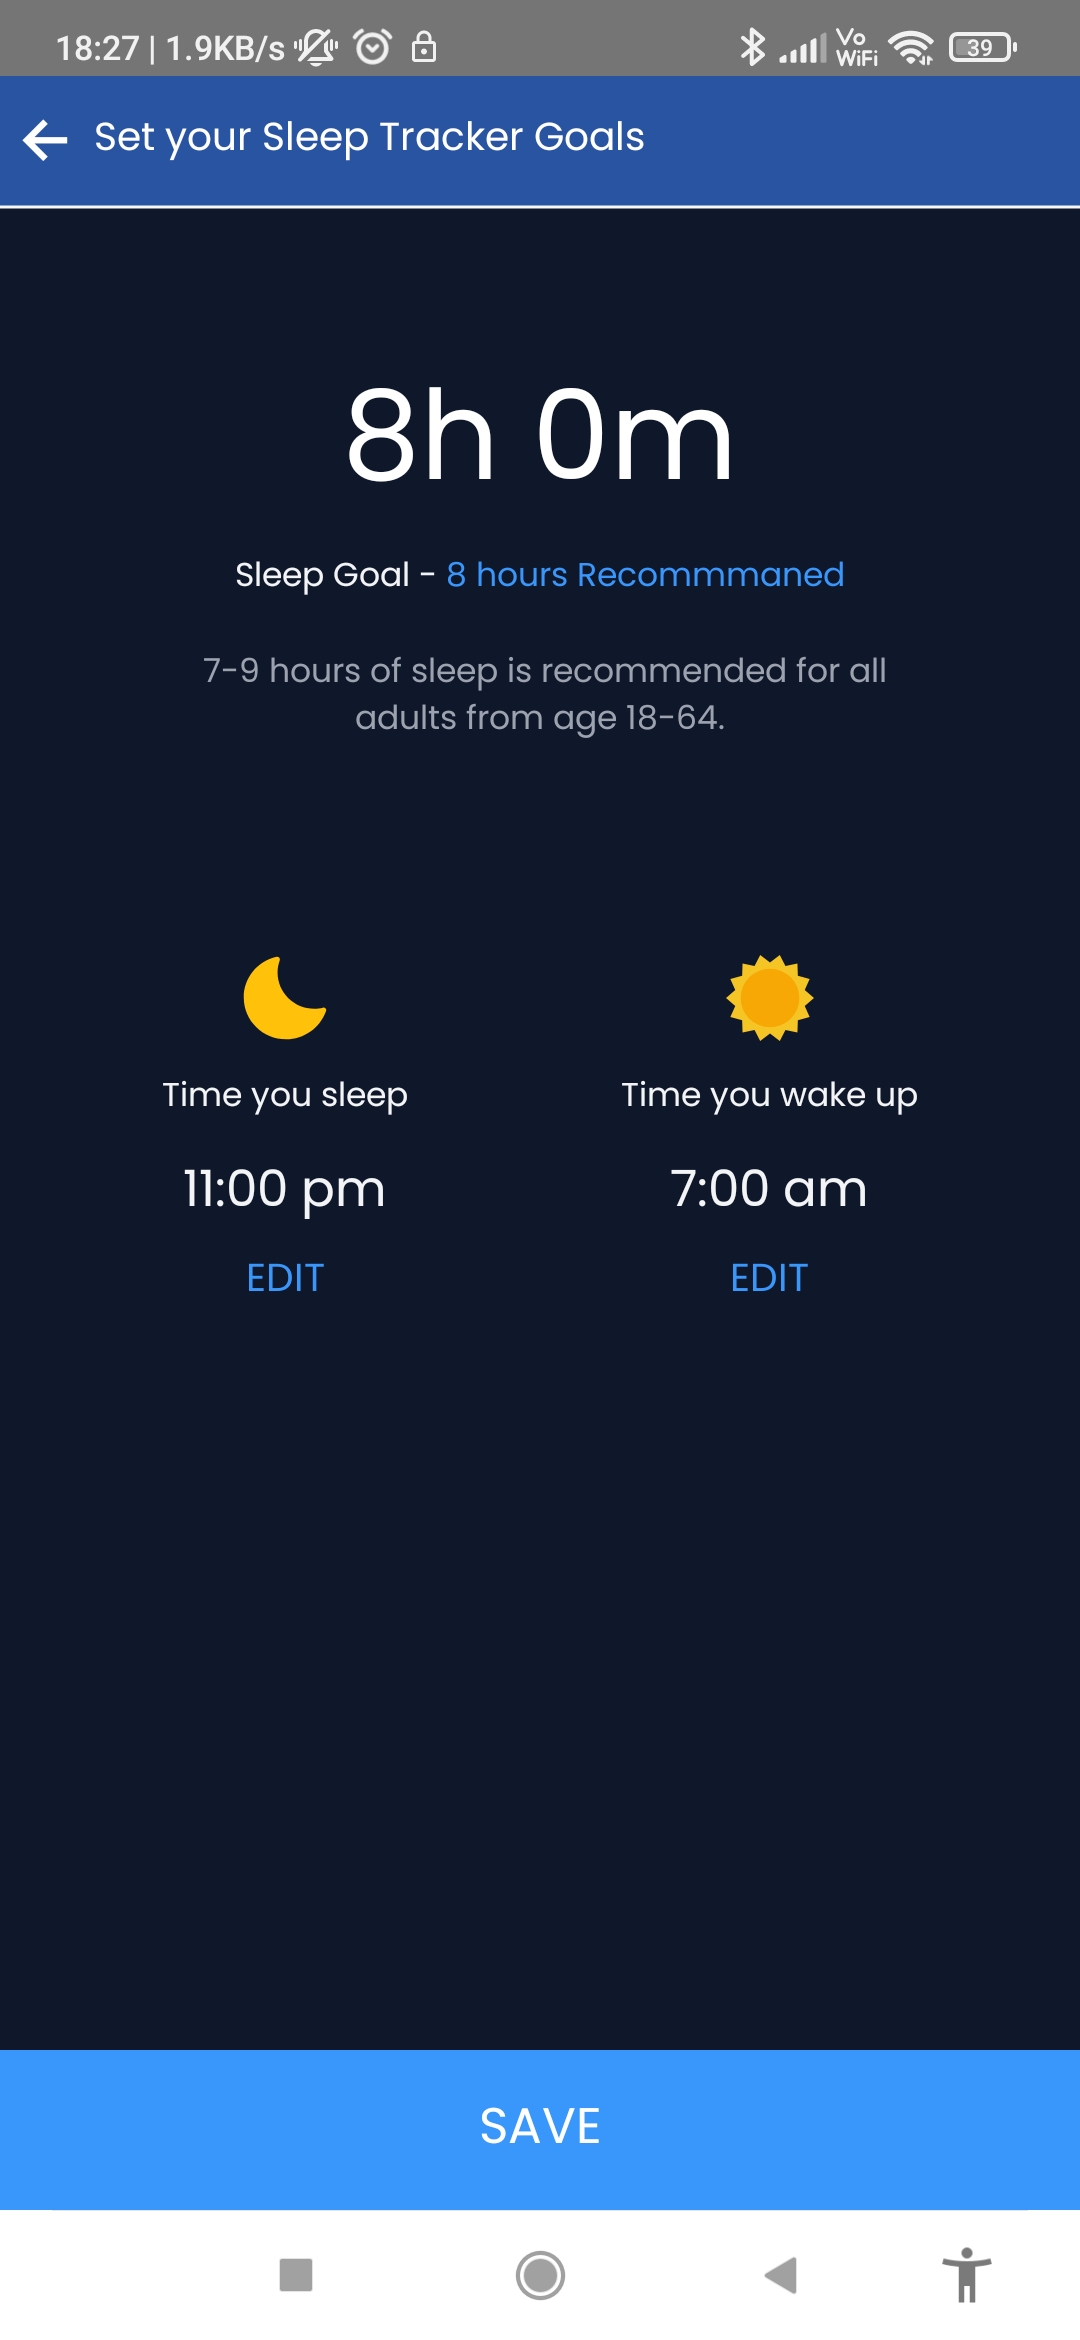 18:27 | 1.9KB/s Vo WiFi 39
Set your Sleep Tracker Goals
8h 0m
Sleep Goal - 8 hours Recommmaned
7-9 hours of sleep is recommended for all
adults from age 18-64.
Time you sleep Time you wake up
11:00 pm 7:00 am
EDIT EDIT
SAVE